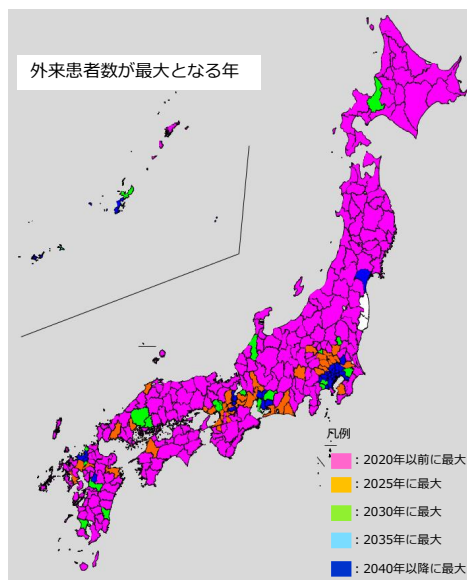 外来患者数が最大となる年
凡例
：2020年以前に最大
：2025年に最大
：2030年に最大
：2035年に最大
：2040年以降に最大